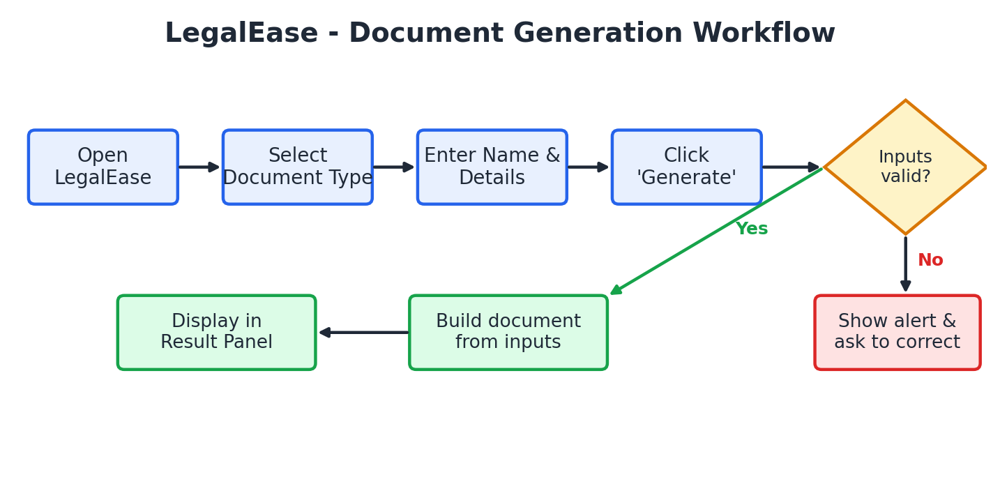 LegalEase - Document Generation Workflow
Open
LegalEase
Select
Document Type
Enter Name &
Details
Click
'Generate'
Inputs
valid?
Yes
No
Display in
Result Panel
Build document
from inputs
Show alert &
ask to correct